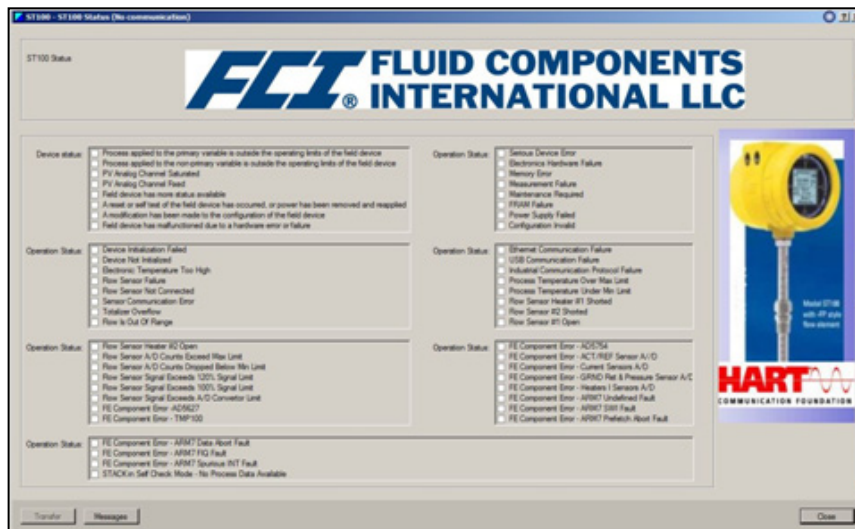 ST100 - ST100 Status (No communication)
ST100 Status
FCI® FLUID COMPONENTS
INTERNATIONAL LLC
Device status:
Process applied to the primary variable is outside the operating limits of the field device
Process applied to the non-primary variable is outside the operating limits of the field device
PV Analog Channel Saturated
PV Analog Channel Fixed
Field device has more status available
A reset or self test of the field device has occurred, or power has been removed and reapplied
A modification has been made to the configuration of the field device
Field device has malfunctioned due to a hardware error or failure
Operation Status:
Serious Device Error
Electronics Hardware Failure
Memory Error
Measurement Failure
Maintenance Required
FRAM Failure
Power Supply Failed
Configuration Invalid
Operation Status:
Device Initialization Failed
Device Not Initialized
Electronic Temperature Too High
Flow Sensor Failure
Flow Sensor Not Connected
Sensor Communication Error
Totalizer Overflow
Flow Is Out Of Range
Operation Status:
Ethernet Communication Failure
USB Communication Failure
Industrial Communication Protocol Failure
Process Temperature Over Max Limit
Process Temperature Under Min Limit
Flow Sensor Heater #1 Shorted
Flow Sensor #2 Shorted
Flow Sensor #1 Open
Operation Status:
Flow Sensor Heater #2 Open
Flow Sensor A/D Counts Exceed Max Limit
Flow Sensor A/D Counts Dropped Below Min Limit
Flow Sensor Signal Exceeds 120% Signal Limit
Flow Sensor Signal Exceeds 100% Signal Limit
Flow Sensor Signal Exceeds A/D Convertor Limit
FE Component Error - AD5627
FE Component Error - TMP100
Operation Status:
FE Component Error - AD5754
FE Component Error - ACT/REF Sensor A//D
FE Component Error - Current Sensors A/D
FE Component Error - GRIND Ret & Pressure Sensor A/D
FE Component Error - Heaters I Sensors A/D
FE Component Error - ARM7 Undefined Fault
FE Component Error - ARM7 SWI Fault
FE Component Error - ARM7 Prefetch Abort Fault
Operation Status:
FE Component Error - ARM7 Data Abort Fault
FE Component Error - ARM7 FIQ Fault
FE Component Error - ARM7 Spurious INT Fault
STACK in Self Check Mode - No Process Data Available
Model ST100
with -FP style
flow element
HART
COMMUNICATION FOUNDATION
Transfer
Messages
Close